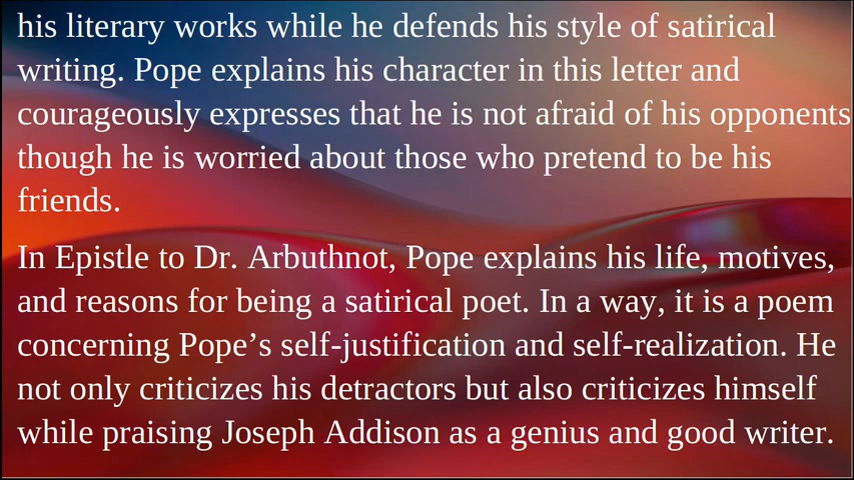 his literary works while he defends his style of satirical
writing. Pope explains his character in this letter and
courageously expresses that he is not afraid of his opponents
though he is worried about those who pretend to be his
friends.
In Epistle to Dr. Arbuthnot, Pope explains his life, motives,
and reasons for being a satirical poet. In a way, it is a poem
concerning Pope’s self-justification and self-realization. He
not only criticizes his detractors but also criticizes himself
while praising Joseph Addison as a genius and good writer.